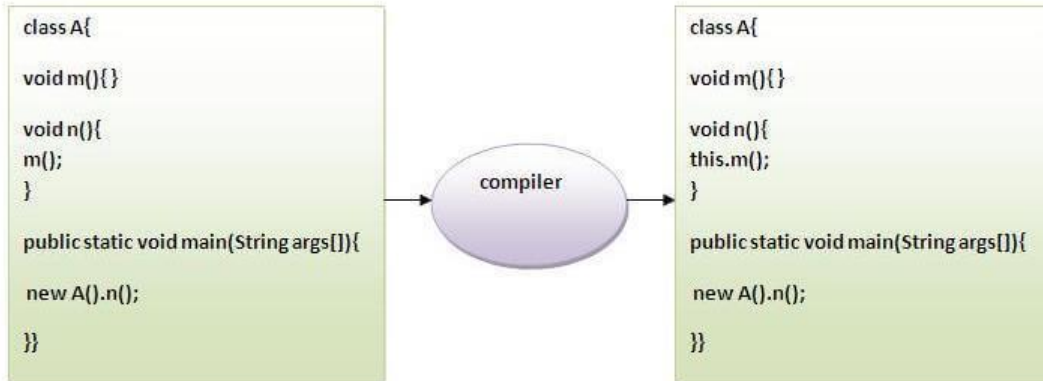 class A{
void m(){ }
void n(){
m();
}
public static void main(String args[]){
new A().n();
}}
compiler
class A{
void m(){ }
void n(){
this.m();
}
public static void main(String args[]){
new A().n();
}}